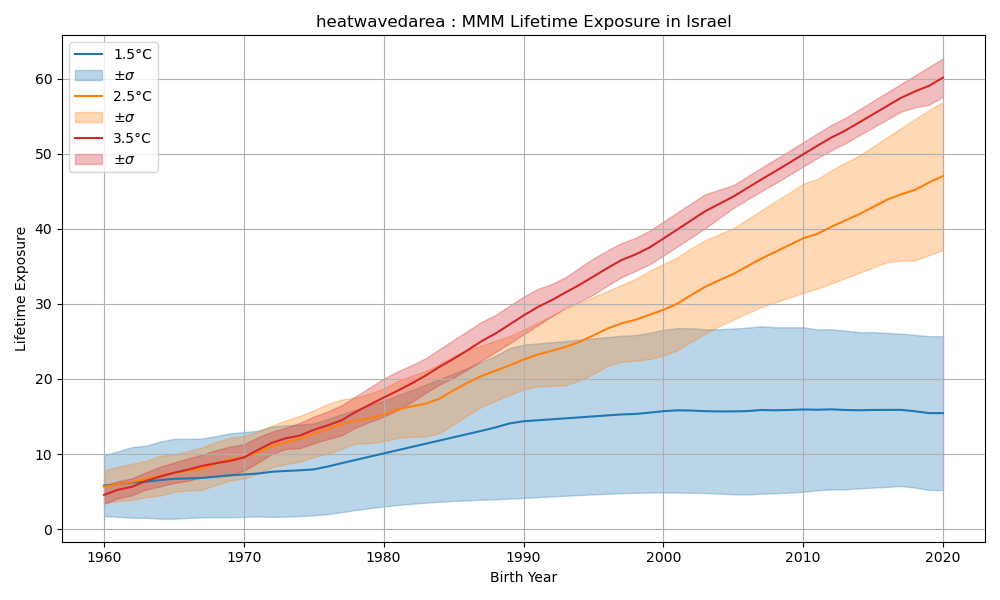 heatwavedarea : MMM Lifetime Exposure in Israel
1.5°C
±σ
2.5°C
±σ
3.5°C
±σ
Lifetime Exposure
60
50
40
30
20
10
0
1960 1970 1980 1990 2000 2010 2020
Birth Year